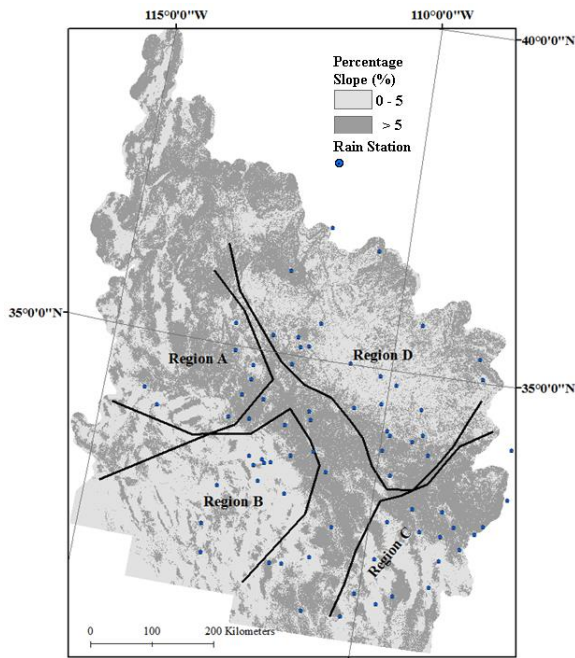 115°0'0"W
110°0'0"W
40°0'0"N
Percentage
Slope (%)
0 - 5
> 5
Rain Station
35°0'0"N
Region A
Region D
35°0'0"N
Region B
Region C
0 100 200 Kilometers